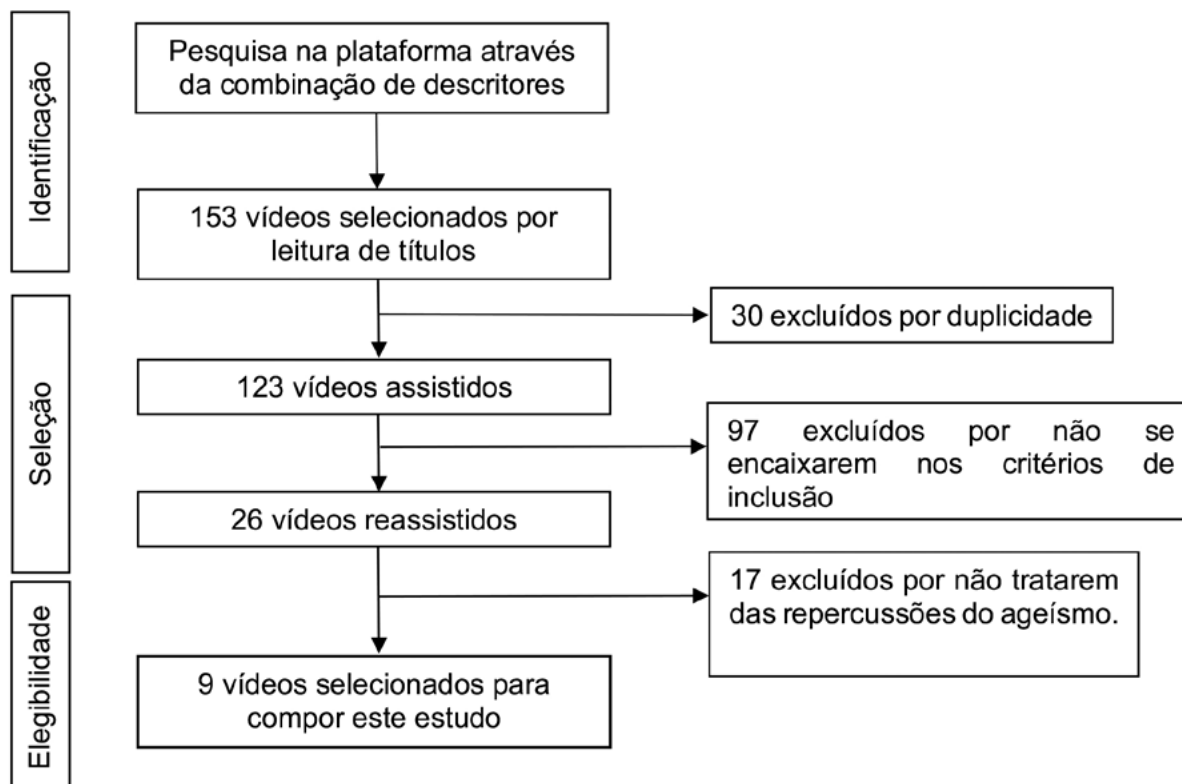 Identificação
Pesquisa na plataforma através
da combinação de descritores
153 vídeos selecionados por
leitura de títulos
Seleção
30 excluídos por duplicidade
123 vídeos assistidos
97 excluídos por não se
encaixarem nos critérios de
inclusão
26 vídeos reassistidos
Elegibilidade
17 excluídos por não tratarem
das repercussões do ageísmo.
9 vídeos selecionados para
compor este estudo